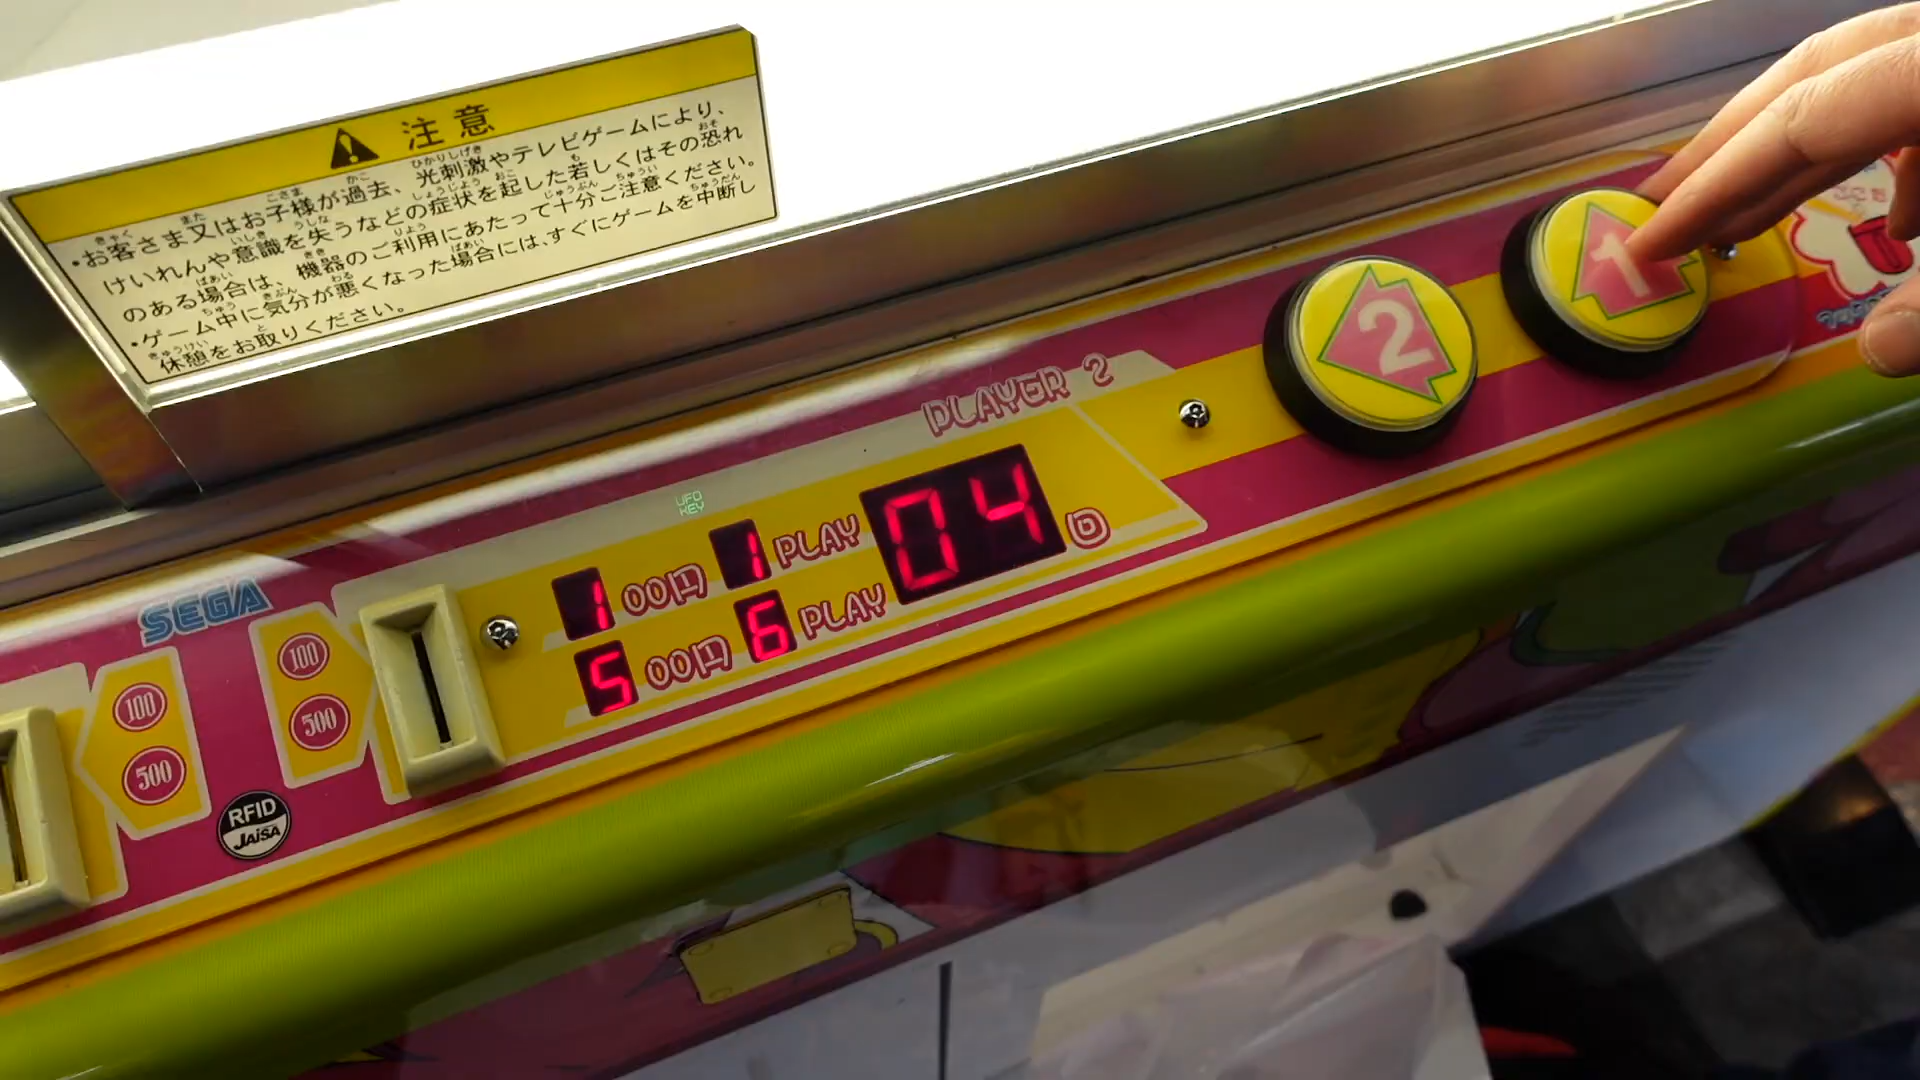 注意
・お客さま又はお子様が過去、光刺激やテレビゲームにより、
けいれんや意識を失うなどの症状を起した若しくはその恐れ
のある場合は、機器のご利用にあたって十分ご注意ください。
・ゲーム中に気分が悪くなった場合には、すぐにゲームを中断し
休憩をお取りください。
PLAYER 2
2
1
UFO
KEY
1 00円 1 PLAY
5 00円 6 PLAY
04
回
SEGA
100
500
100
500
RFID
JAISA